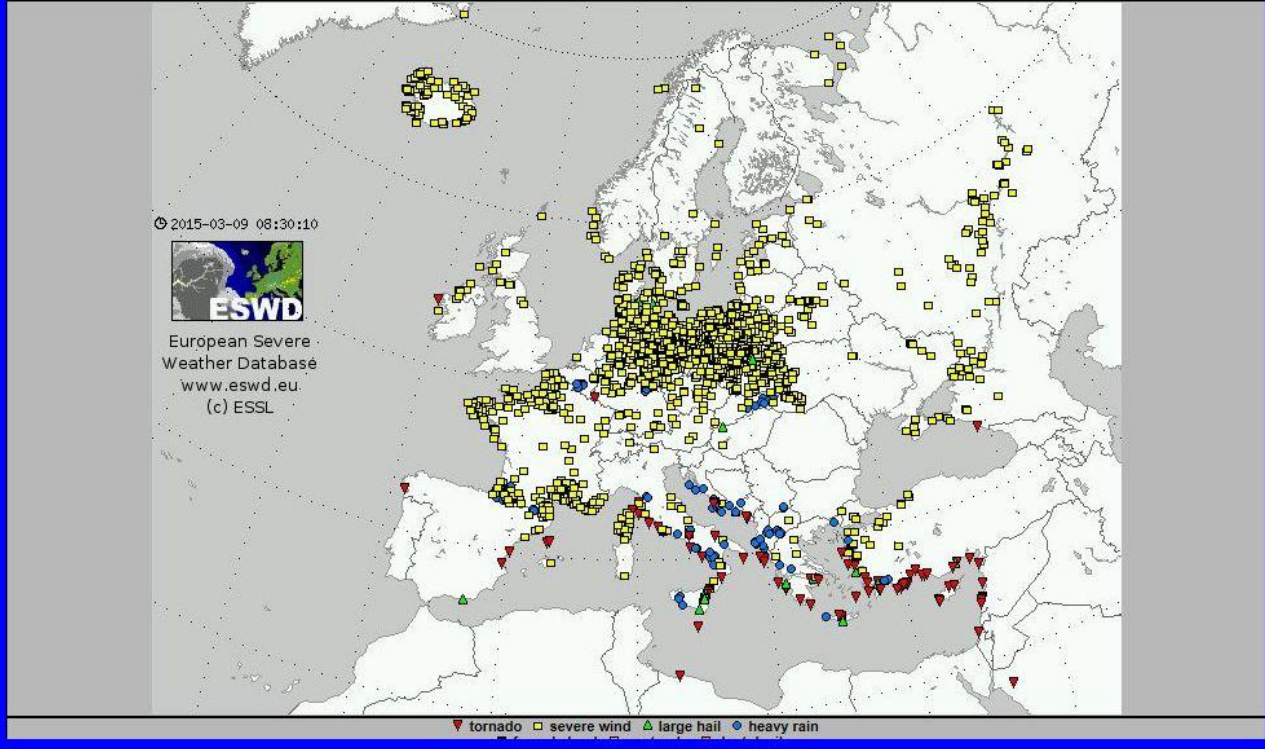 2015-03-09 08:30:10
ESWD
European Severe
Weather Database
www.eswd.eu
(c) ESSL
tornado severe wind large hail heavy rain